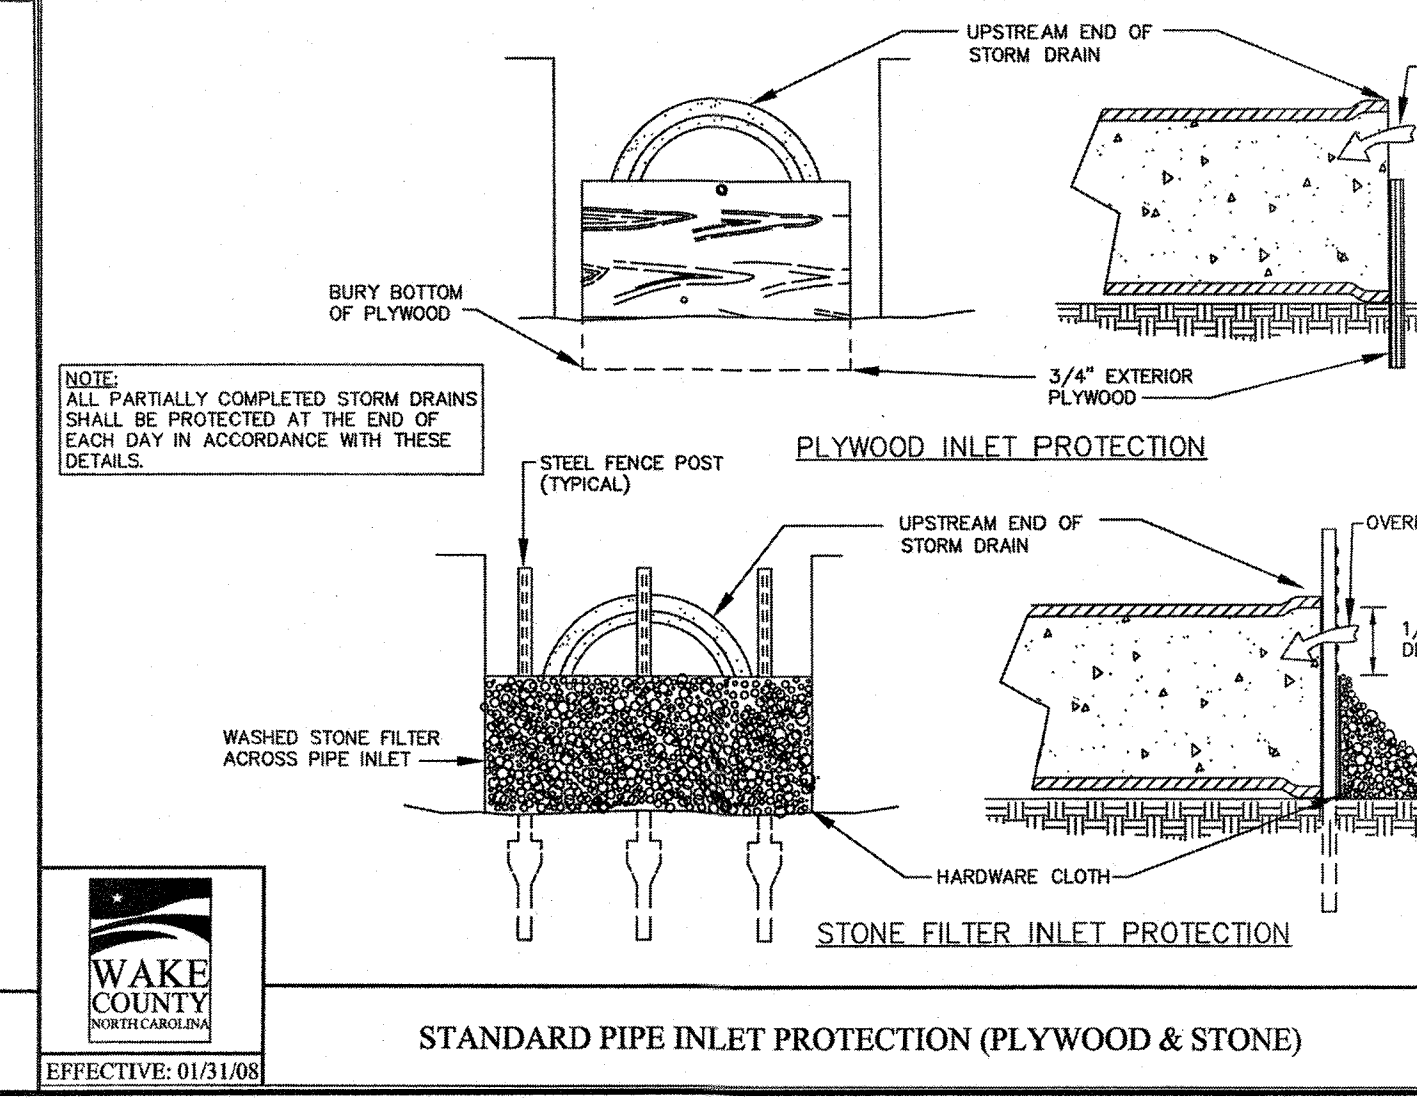 UPSTREAM END OF
STORM DRAIN
BURY BOTTOM
OF PLYWOOD
3/4" EXTERIOR
PLYWOOD
NOTE:
ALL PARTIALLY COMPLETED STORM DRAINS
SHALL BE PROTECTED AT THE END OF
EACH DAY IN ACCORDANCE WITH THESE
DETAILS.
PLYWOOD INLET PROTECTION
STEEL FENCE POST
(TYPICAL)
UPSTREAM END OF
STORM DRAIN
WASHED STONE FILTER
ACROSS PIPE INLET
HARDWARE CLOTH
STONE FILTER INLET PROTECTION
WAKE
COUNTY
NORTH CAROLINA
EFFECTIVE: 01/31/08
STANDARD PIPE INLET PROTECTION (PLYWOOD & STONE)